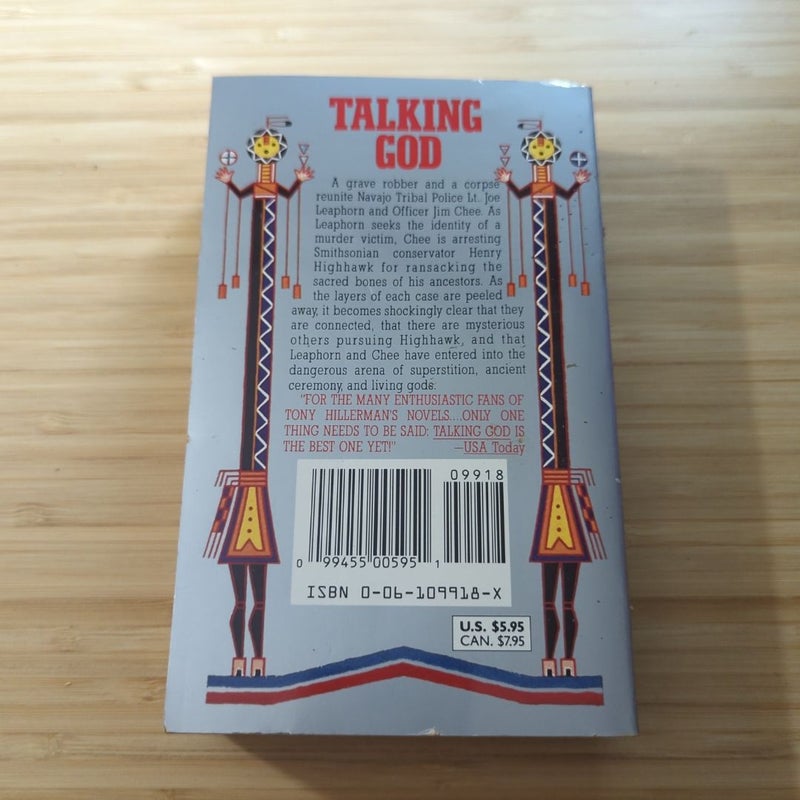 TALKING
GOD
A grave robber and a corpse
reunite Navajo Tribal Police Lt. Joe
Leaphorn and Officer Jim Chee. As
Leaphorn seeks the identity of a
murder victim, Chee is arresting
Smithsonian conservator Henry
Highhawk for ransacking the
sacred bones of his ancestors. As
the layers of each case are peeled
away, it becomes shockingly clear that they
are connected, that there are mysterious
others pursuing Highhawk, and that
Leaphorn and Chee have entered into the
dangerous arena of superstition, ancient
ceremony, and living gods.
"FOR THE MANY ENTHUSIASTIC FANS OF
TONY HILLERMAN'S NOVELS....ONLY ONE
THING NEEDS TO BE SAID: TALKING GOD IS
THE BEST ONE YET!" —USA Today
09918
0 99455 00595 1
ISBN 0-06-109918-X
U.S. $5.95
CAN. $7.95